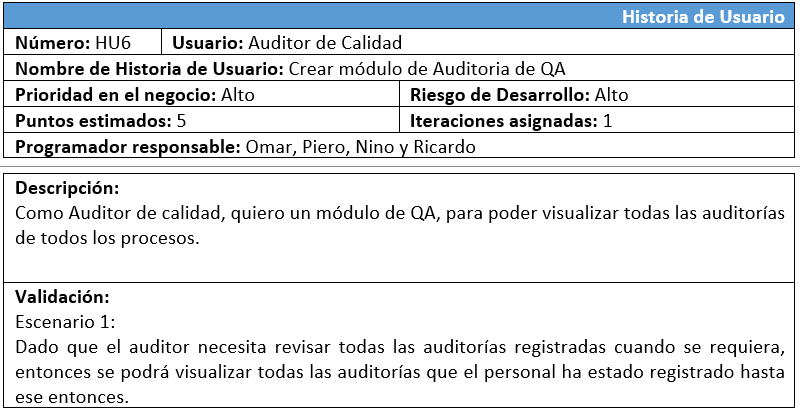 Historia de Usuario
Número: HU6 Usuario: Auditor de Calidad
Nombre de Historia de Usuario: Crear módulo de Auditoria de QA
Prioridad en el negocio: Alto Riesgo de Desarrollo: Alto
Puntos estimados: 5 Iteraciones asignadas: 1
Programador responsable: Omar, Piero, Nino y Ricardo
Descripción:
Como Auditor de calidad, quiero un módulo de QA, para poder visualizar todas las auditorías
de todos los procesos.
Validación:
Escenario 1:
Dado que el auditor necesita revisar todas las auditorías registradas cuando se requiera,
entonces se podrá visualizar todas las auditorías que el personal ha estado registrado hasta
ese entonces.